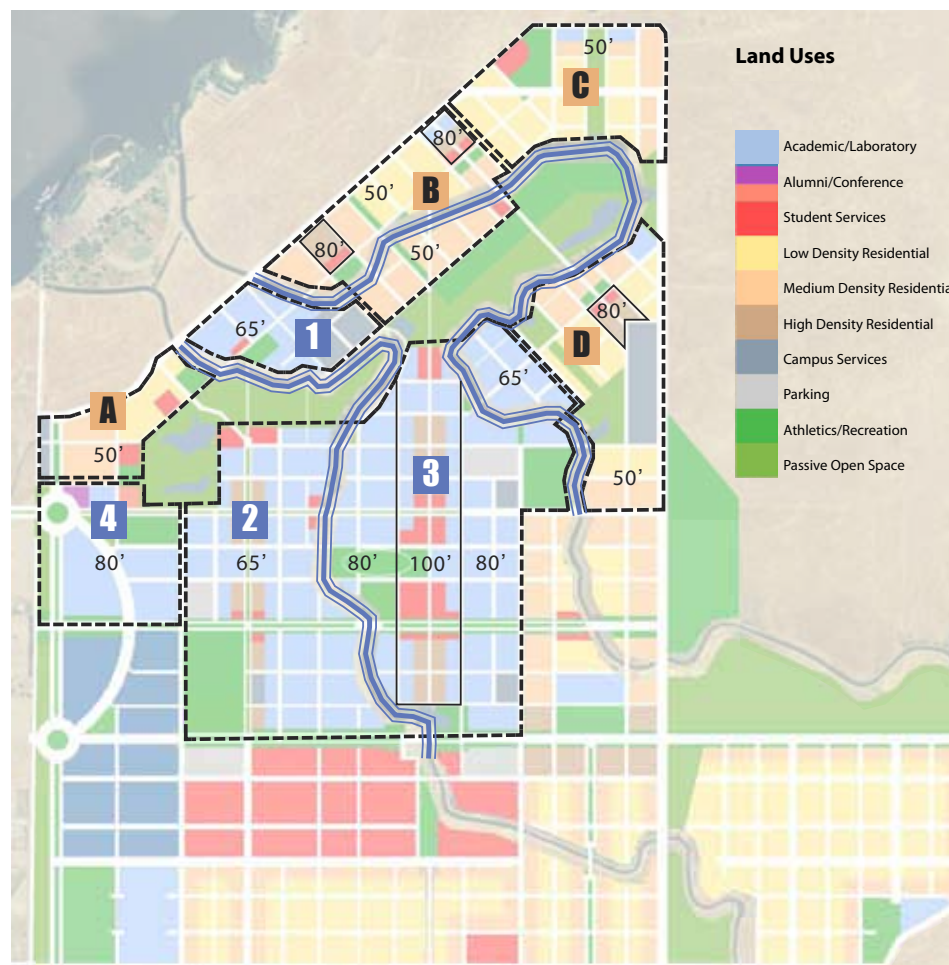 50’
C
Land Uses
80’
Academic/Laboratory
50’
B
Alumni/Conference
Student Services
80’
50’
Low Density Residential
Medium Density Residentia
65’
1
80’
High Density Residential
D
Campus Services
65’
Parking
A
Athletics/Recreation
50’
3
Passive Open Space
50’
4
2
80’
65’
80’
100’
80’